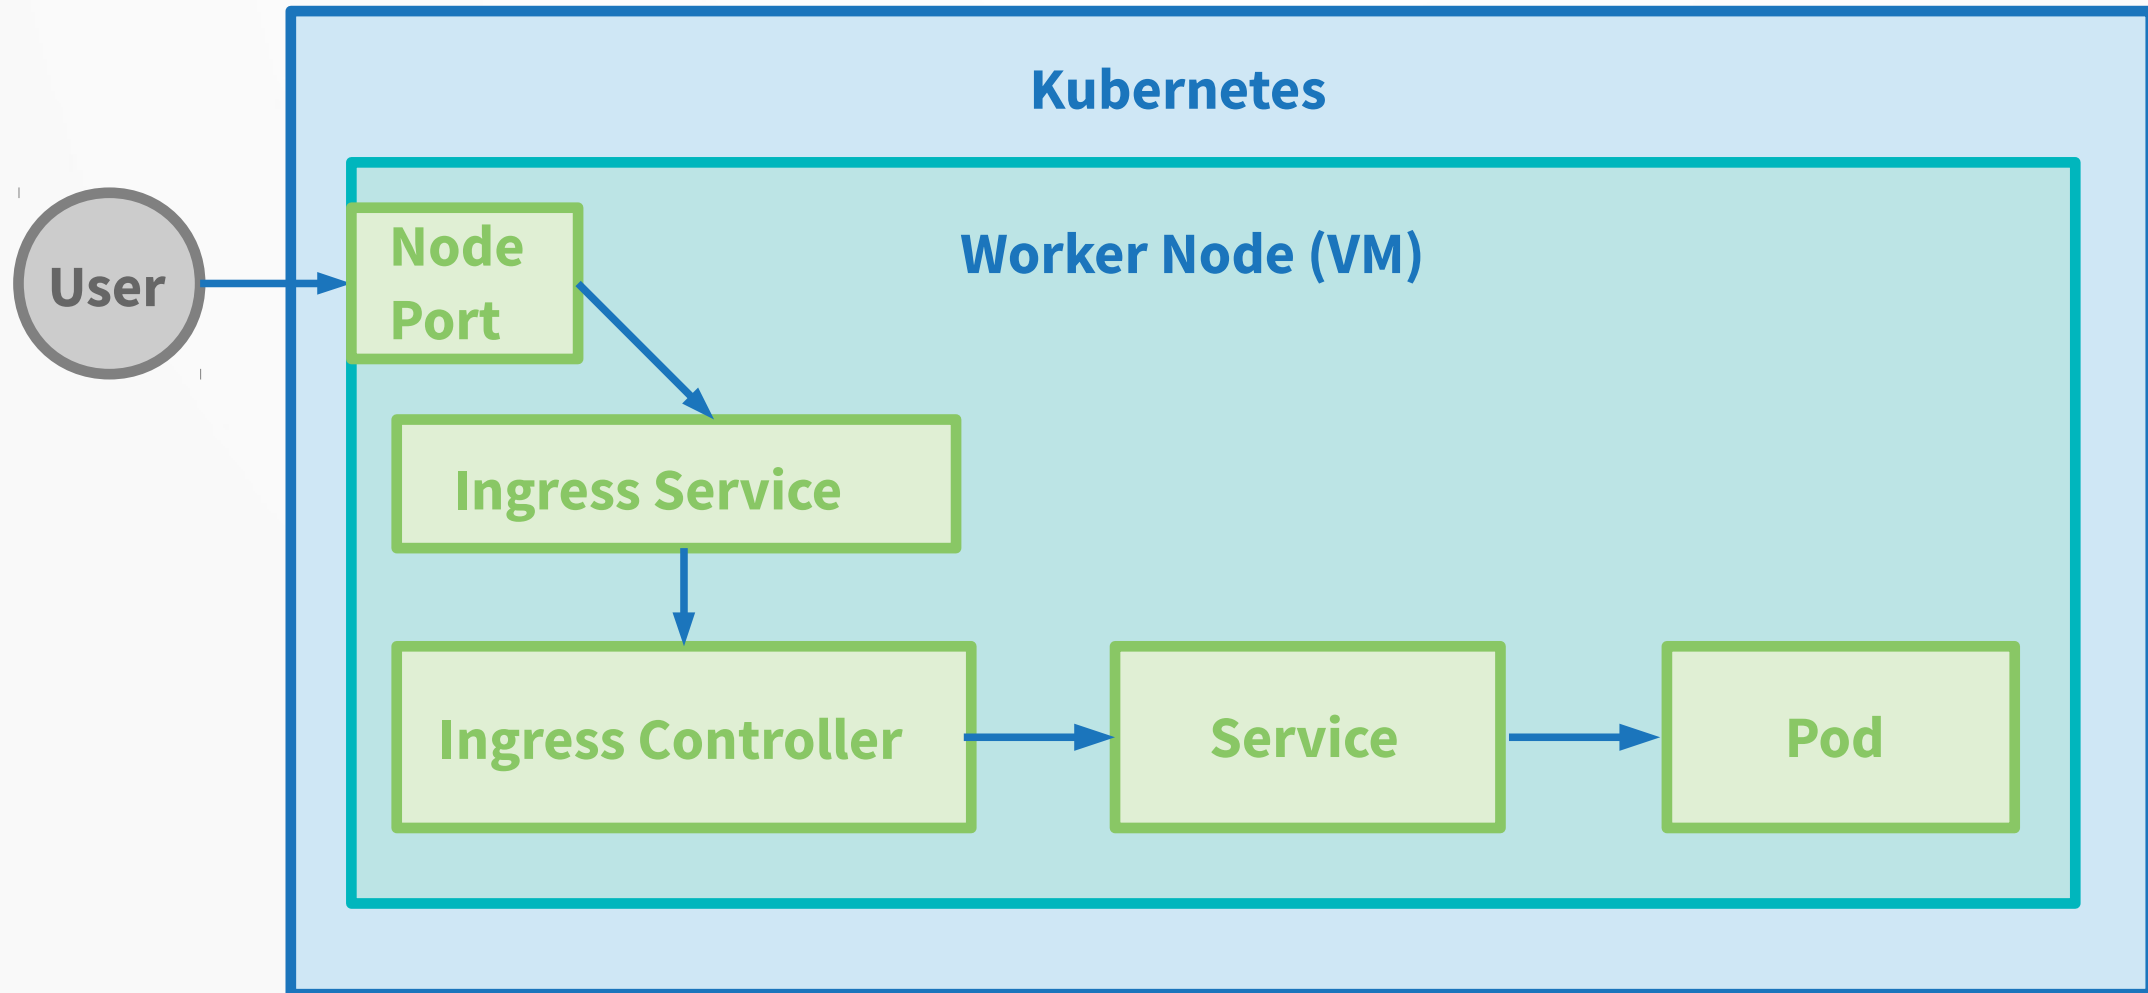 Kubernetes
Worker Node (VM)
User
Node
Port
Ingress Service
Ingress Controller
Service
Pod